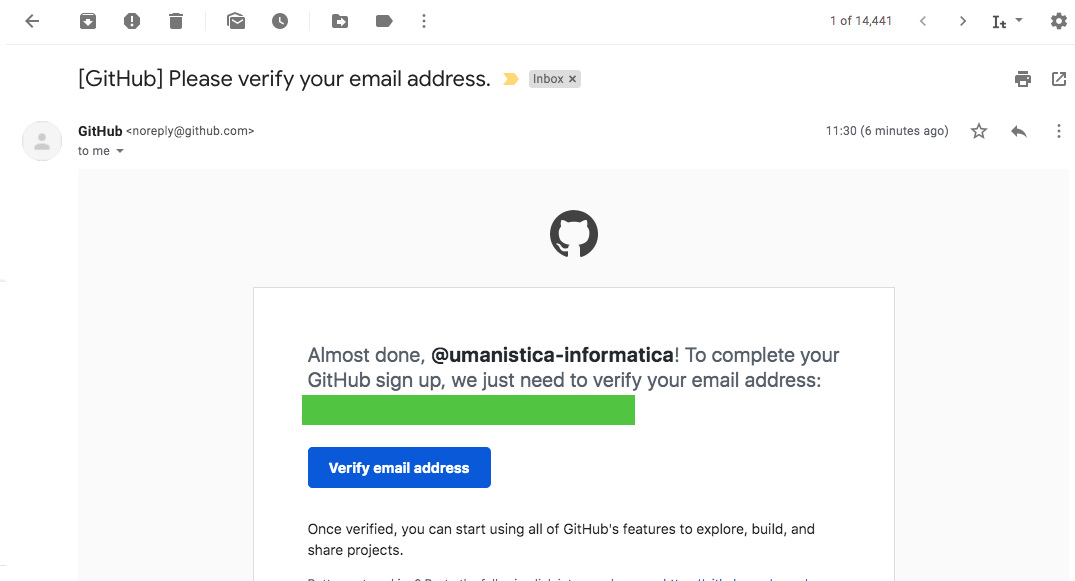 1 of 14,441
[GitHub] Please verify your email address.
Inbox ×
GitHub <noreply@github.com>
11:30 (6 minutes ago)
to me
Almost done, @umanistica-informatica! To complete your
GitHub sign up, we just need to verify your email address:
Verify email address
Once verified, you can start using all of GitHub's features to explore, build, and
share projects.